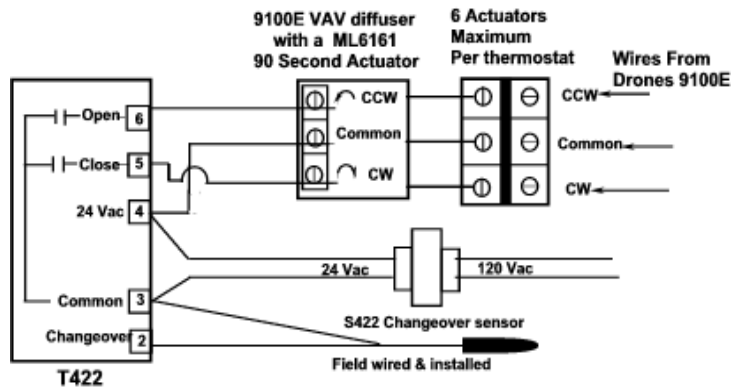 9100E VAV diffuser
with a ML6161
90 Second Actuator
6 Actuators
Maximum
Per thermostat
Wires From
Drones 9100E
Open
6
CCW
CCW
Common
Common
Close
5
CW
CW
24 Vac
4
24 Vac
120 Vac
Common
3
S422 Changeover sensor
Changeover
2
Field wired & installed
T422